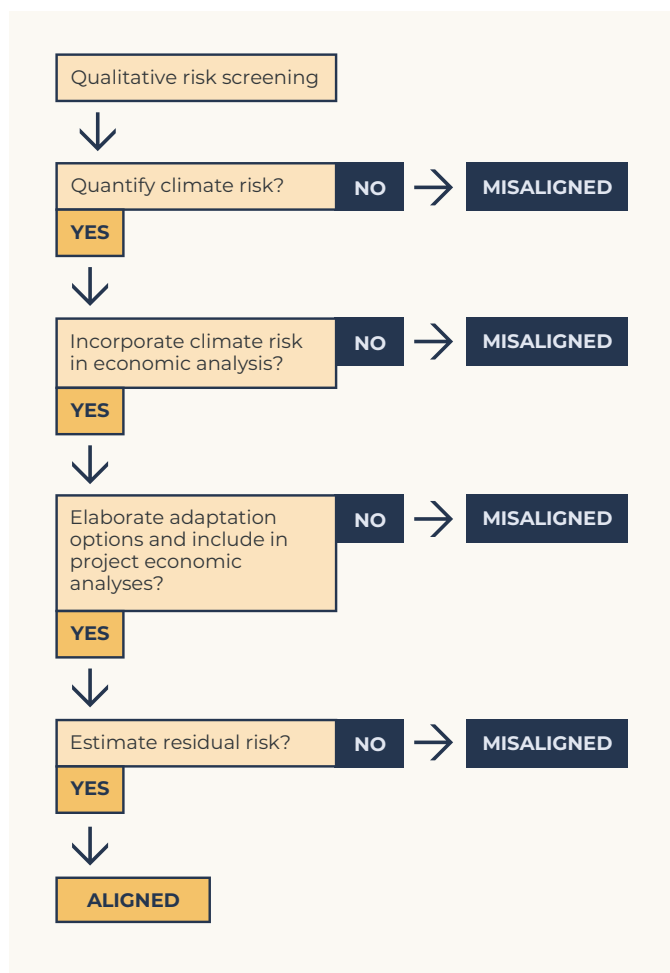 Qualitative risk screening
Quantify climate risk?
NO
MISALIGNED
YES
Incorporate climate risk
in economic analysis?
NO
MISALIGNED
YES
Elaborate adaptation
options and include in
project economic
analyses?
NO
MISALIGNED
YES
Estimate residual risk?
NO
MISALIGNED
YES
ALIGNED